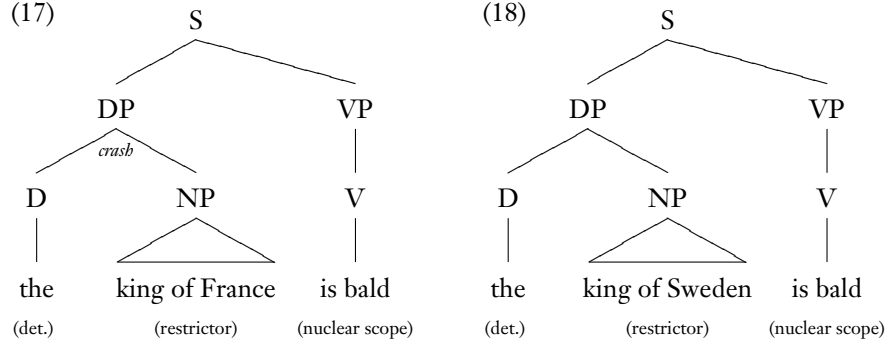 (17) (18)
S S
DP VP DP VP
crash
D NP V D NP V
the king of France is bald the king of Sweden is bald
(det.) (restrictor) (nuclear scope) (det.) (restrictor) (nuclear scope)